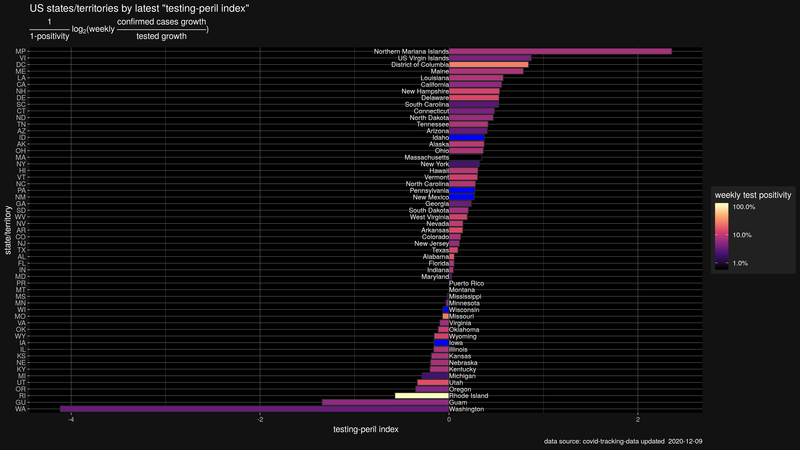 US states/territories by latest "testing-peril index"
1 confirmed cases growth
log2(weekly )
1-positivity tested growth
MP Northern Mariana Islands
VI US Virgin Islands
DC District of Columbia
ME Maine
LA Louisiana
CA California
NH New Hampshire
DE Delaware
SC South Carolina
CT Connecticut
ND North Dakota
TN Tennessee
AZ Arizona
ID Idaho
AK Alaska
OH Ohio
MA Massachusetts
NY New York
HI Hawaii
VT Vermont
NC North Carolina
PA Pennsylvania
NM New Mexico
GA Georgia
SD South Dakota
WV West Virginia
NV Nevada
AR Arkansas
CO Colorado
NJ New Jersey
TX Texas
AL Alabama
FL Florida
IN Indiana
MD Maryland
PR Puerto Rico
MT Montana
MS Mississippi
MN Minnesota
WI Wisconsin
MO Missouri
VA Virginia
OK Oklahoma
WY Wyoming
IA Iowa
IL Illinois
KS Kansas
NE Nebraska
KY Kentucky
MI Michigan
UT Utah
OR Oregon
RI Rhode Island
GU Guam
WA Washington
state/territory
-4 -2 0 2
testing-peril index
weekly test positivity
100.0%
10.0%
1.0%
data source: covid-tracking-data updated 2020-12-09